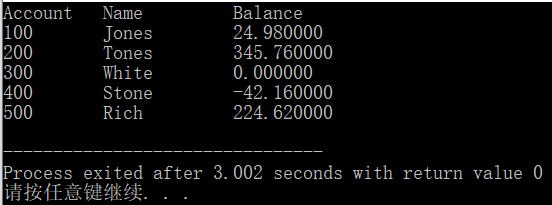 Account Name Balance
100 Jones 24.980000
200 Tones 345.760000
300 White 0.000000
400 Stone -42.160000
500 Rich 224.620000
--------------------------------
Process exited after 3.002 seconds with return value 0
请按任意键继续. . .